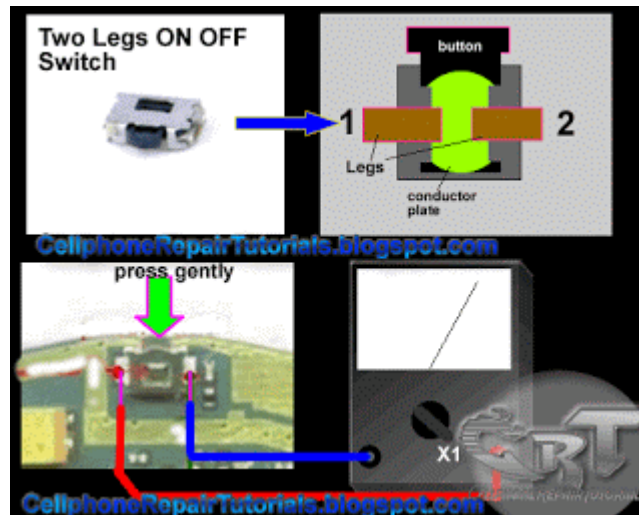 Two Legs ON OFF
Switch
button
1
2
Legs
conductor
plate
CellphoneRepairTutorials.blogspot.com
press gently
X1
CRT
CellphoneRepairTutorials.blogspot.com